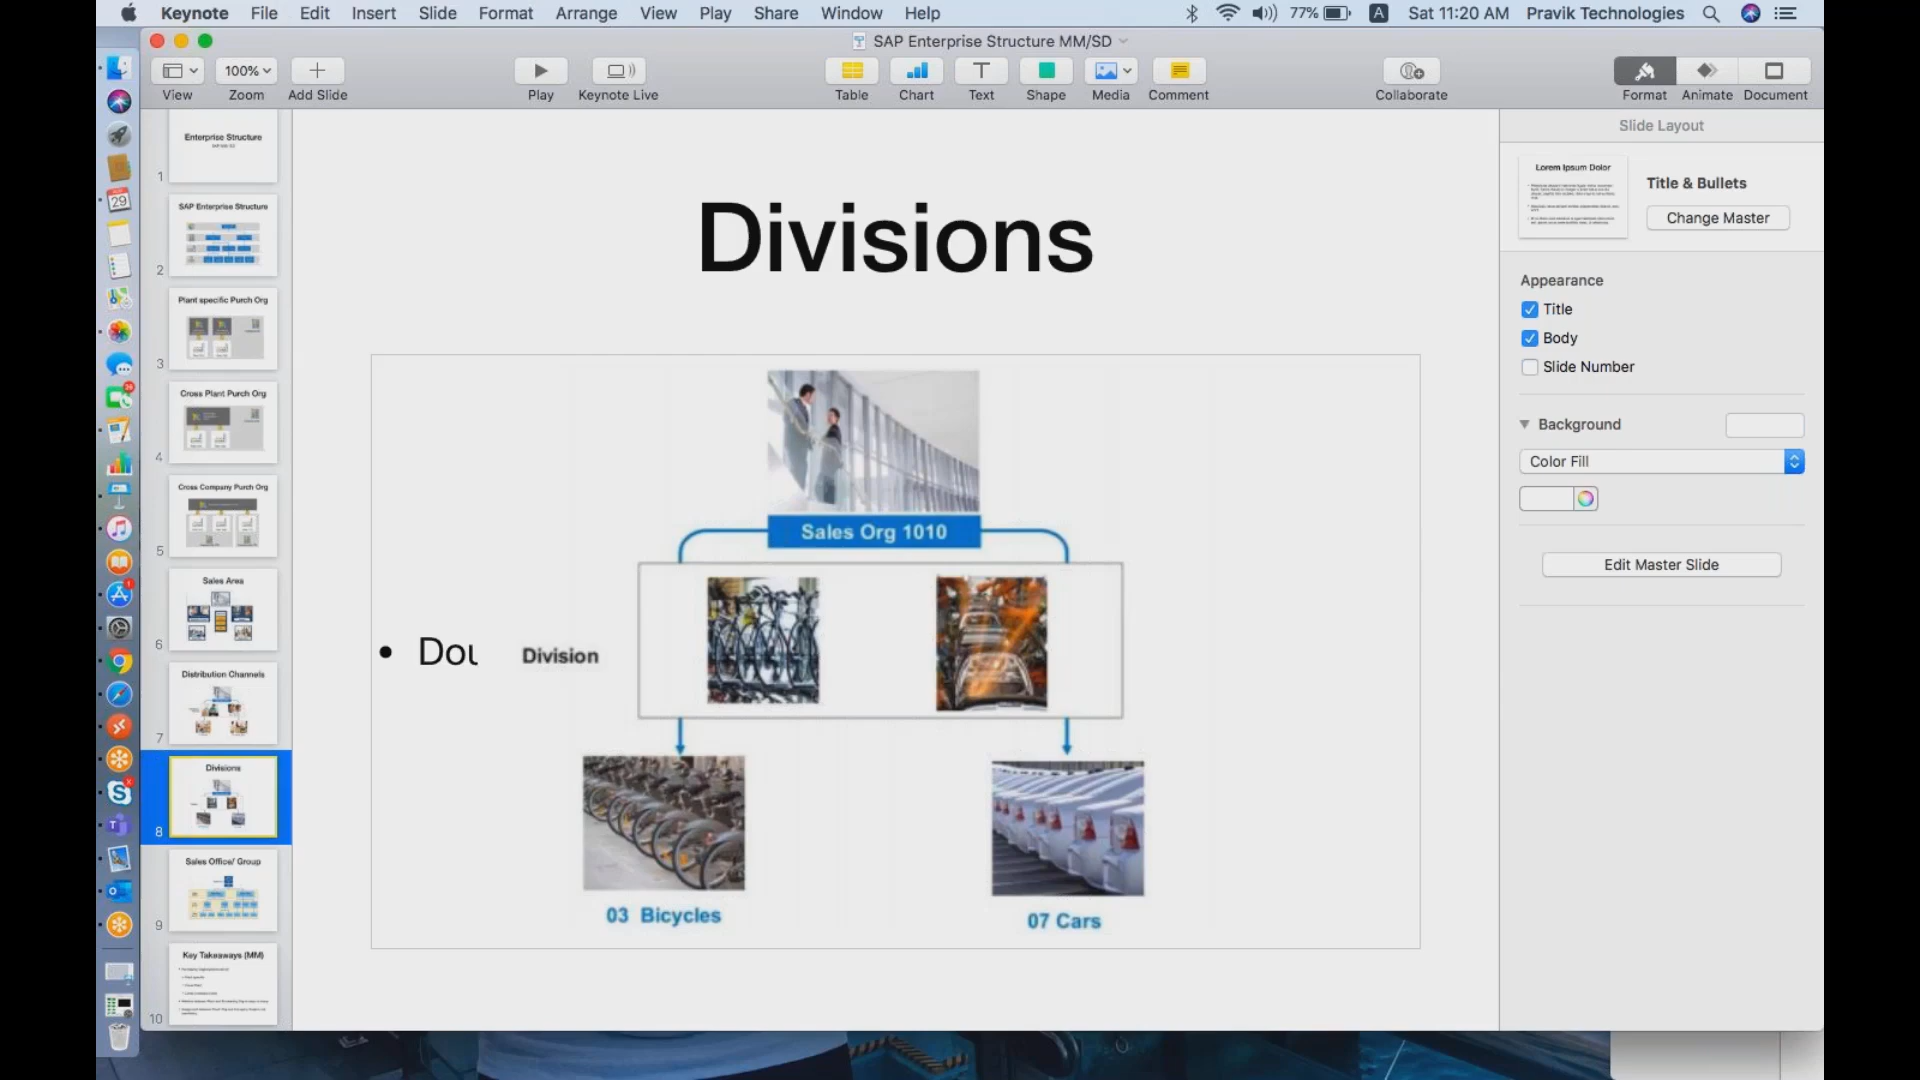 Keynote File Edit Insert Slide Format Arrange View Play Share Window Help 77% A Sat 11:20 AM Pravik Technologies
SAP Enterprise Structure MM/SD
100%
View Zoom Add Slide Play Keynote Live Table Chart Text Shape Media Comment Collaborate Format Animate Document
Enterprise Structure
1
SAP Enterprise Structure
2
Plant specific Purch Org
3
Cross Plant Purch Org
4
Cross Company Purch Org
5
Sales Area
6
Distribution Channels
7
Divisions
8
Sales Office/ Group
9
Key Takeaways (MM)
10
Divisions
Sales Org 1010
• Dou
Division
03 Bicycles
07 Cars
Slide Layout
Lorem Ipsum Dolor
Title & Bullets
Change Master
Appearance
Title
Body
Slide Number
Background
Color Fill
Edit Master Slide